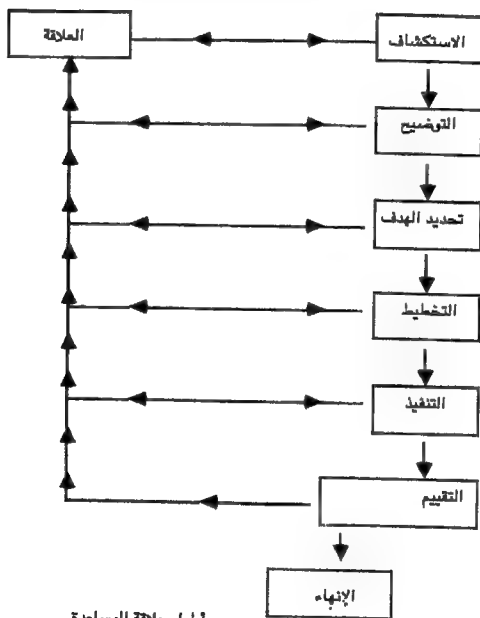 العلاقة
الاستكشاف
التوضيح
تحديد الهدف
التخطيط
التنفيذ
التقييم
الإنهاء